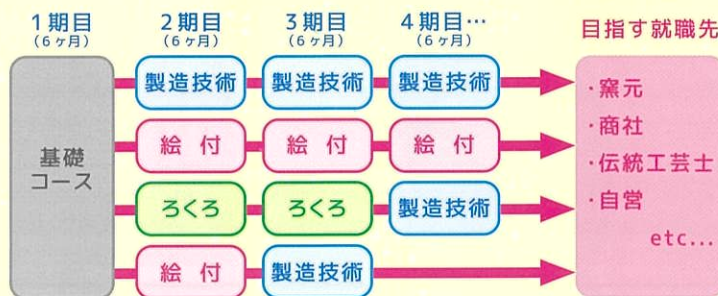 1期目
(6ヶ月)
2期目
(6ヶ月)
3期目
(6ヶ月)
4期目…
(6ヶ月)
目指す就職先
基礎
コース
製造技術
製造技術
製造技術
絵付
絵付
絵付
ろくろ
ろくろ
製造技術
絵付
製造技術
・窯元
・商社
・伝統工芸士
・自営
etc...